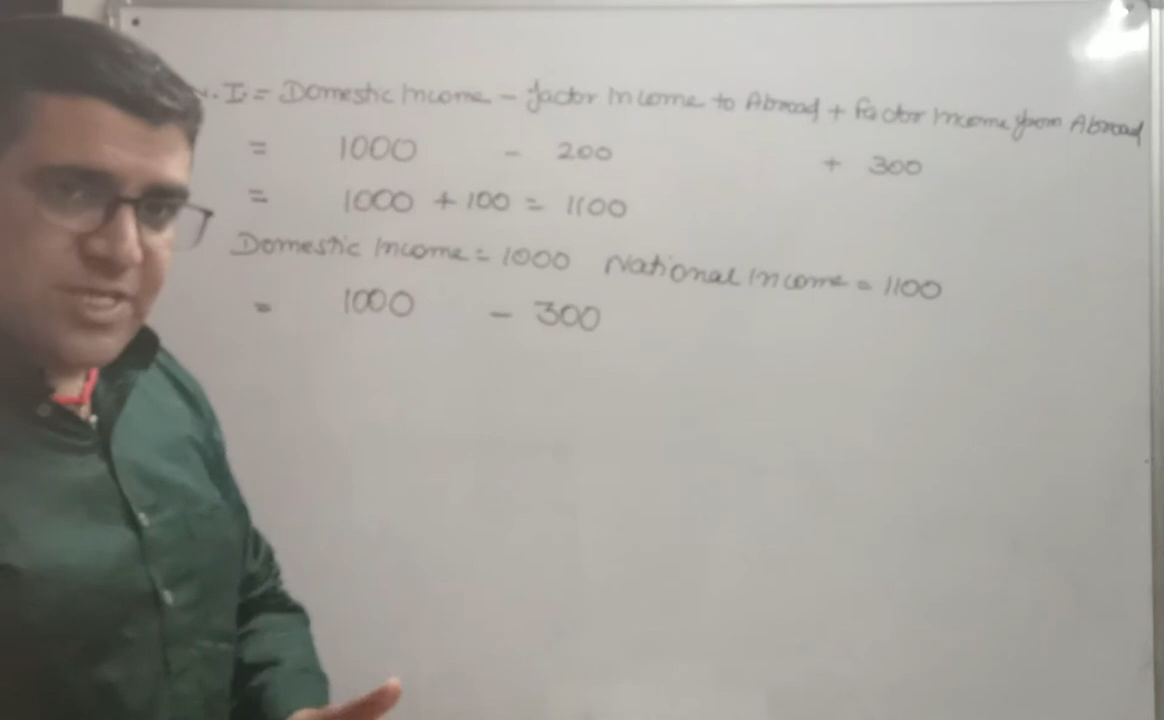 N.I = Domestic Income - factor Income to Abroad + factor Income from Abroad
= 1000 - 200 + 300
= 1000 + 100 = 1100
Domestic Income = 1000 National Income = 1100
= 1000 - 300